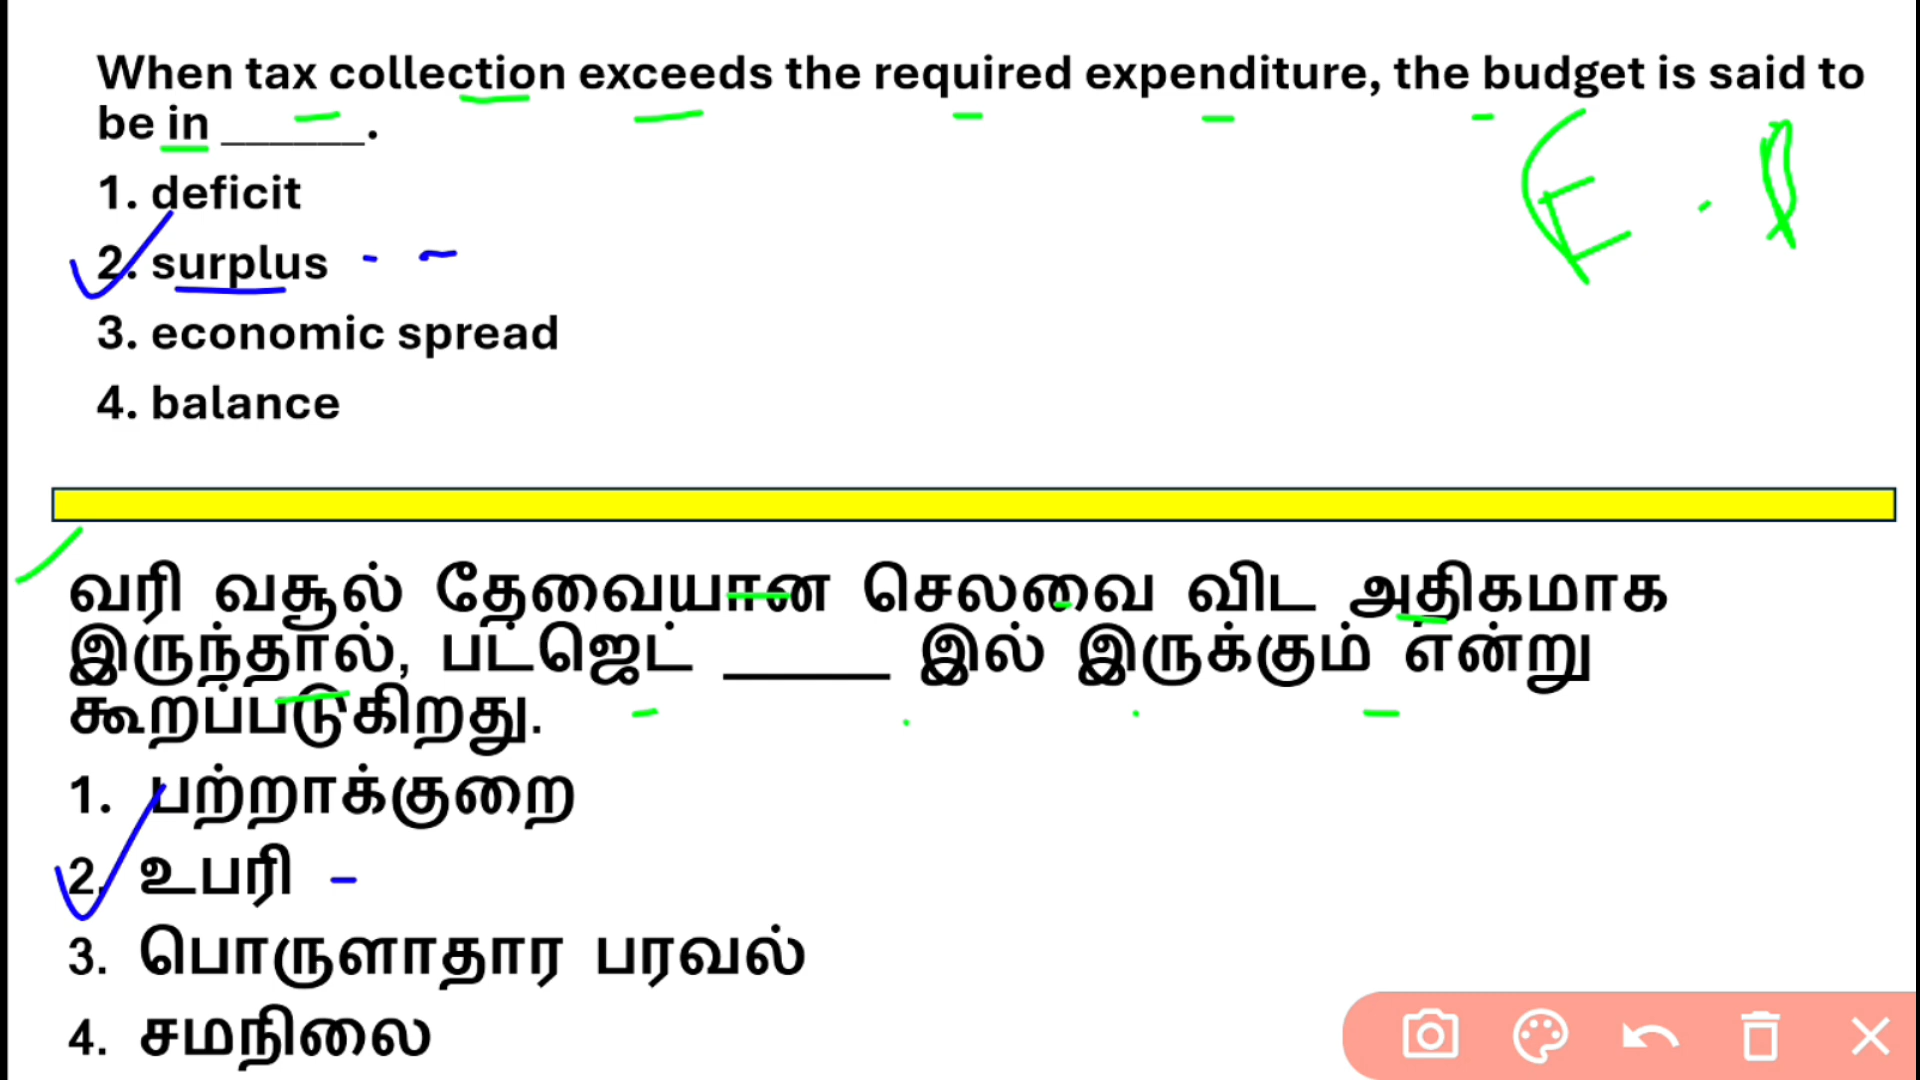 When tax collection exceeds the required expenditure, the budget is said to
be in ______.
1. deficit
2. surplus
3. economic spread
4. balance
வரி வசூல் தேவையான செலவை விட அதிகமாக
இருந்தால், பட்ஜெட் _____ இல் இருக்கும் என்று
கூறப்படுகிறது.
1. பற்றாக்குறை
2. உபரி
3. பொருளாதார பரவல்
4. சமநிலை